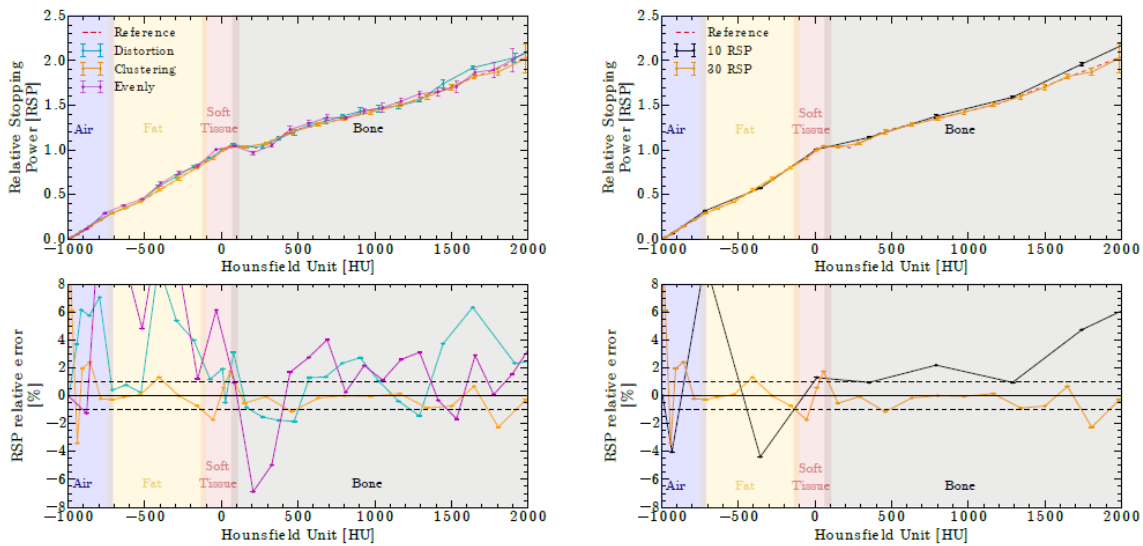 2.5
2.0
1.5
1.0
0.5
0.0
Relative Stopping
Power [RSP]
Reference
Distortion
Clustering
Evenly
Air
Fat
Soft
Tissue
Bone
−1000 −500 0 500 1000 1500 2000
Hounsfield Unit [HU]
2.5
2.0
1.5
1.0
0.5
0.0
Relative Stopping
Power [RSP]
Reference
10 RSP
30 RSP
Air
Fat
Soft
Tissue
Bone
−1000 −500 0 500 1000 1500 2000
Hounsfield Unit [HU]
8
6
4
2
0
−2
−4
−6
−8
RSP relative error
[%]
Air
Fat
Soft
Tissue
Bone
−1000 −500 0 500 1000 1500 2000
Hounsfield Unit [HU]
8
6
4
2
0
−2
−4
−6
−8
RSP relative error
[%]
Air
Fat
Soft
Tissue
Bone
−1000 −500 0 500 1000 1500 2000
Hounsfield Unit [HU]